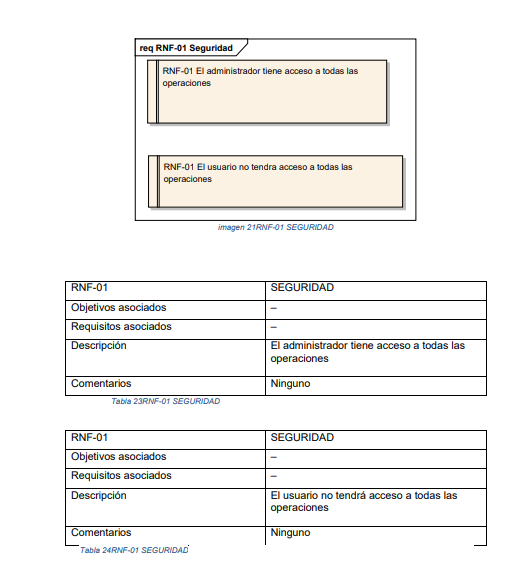 req RNF-01 Seguridad
RNF-01 El administrador tiene acceso a todas las
operaciones
RNF-01 El usuario no tendra acceso a todas las
operaciones
imagen 21RNF-01 SEGURIDAD
RNF-01 SEGURIDAD
Objetivos asociados –
Requisitos asociados –
Descripción El administrador tiene acceso a todas las
operaciones
Comentarios Ninguno
Tabla 23RNF-01 SEGURIDAD
RNF-01 SEGURIDAD
Objetivos asociados –
Requisitos asociados –
Descripción El usuario no tendrá acceso a todas las
operaciones
Comentarios Ninguno
Tabla 24RNF-01 SEGURIDAD